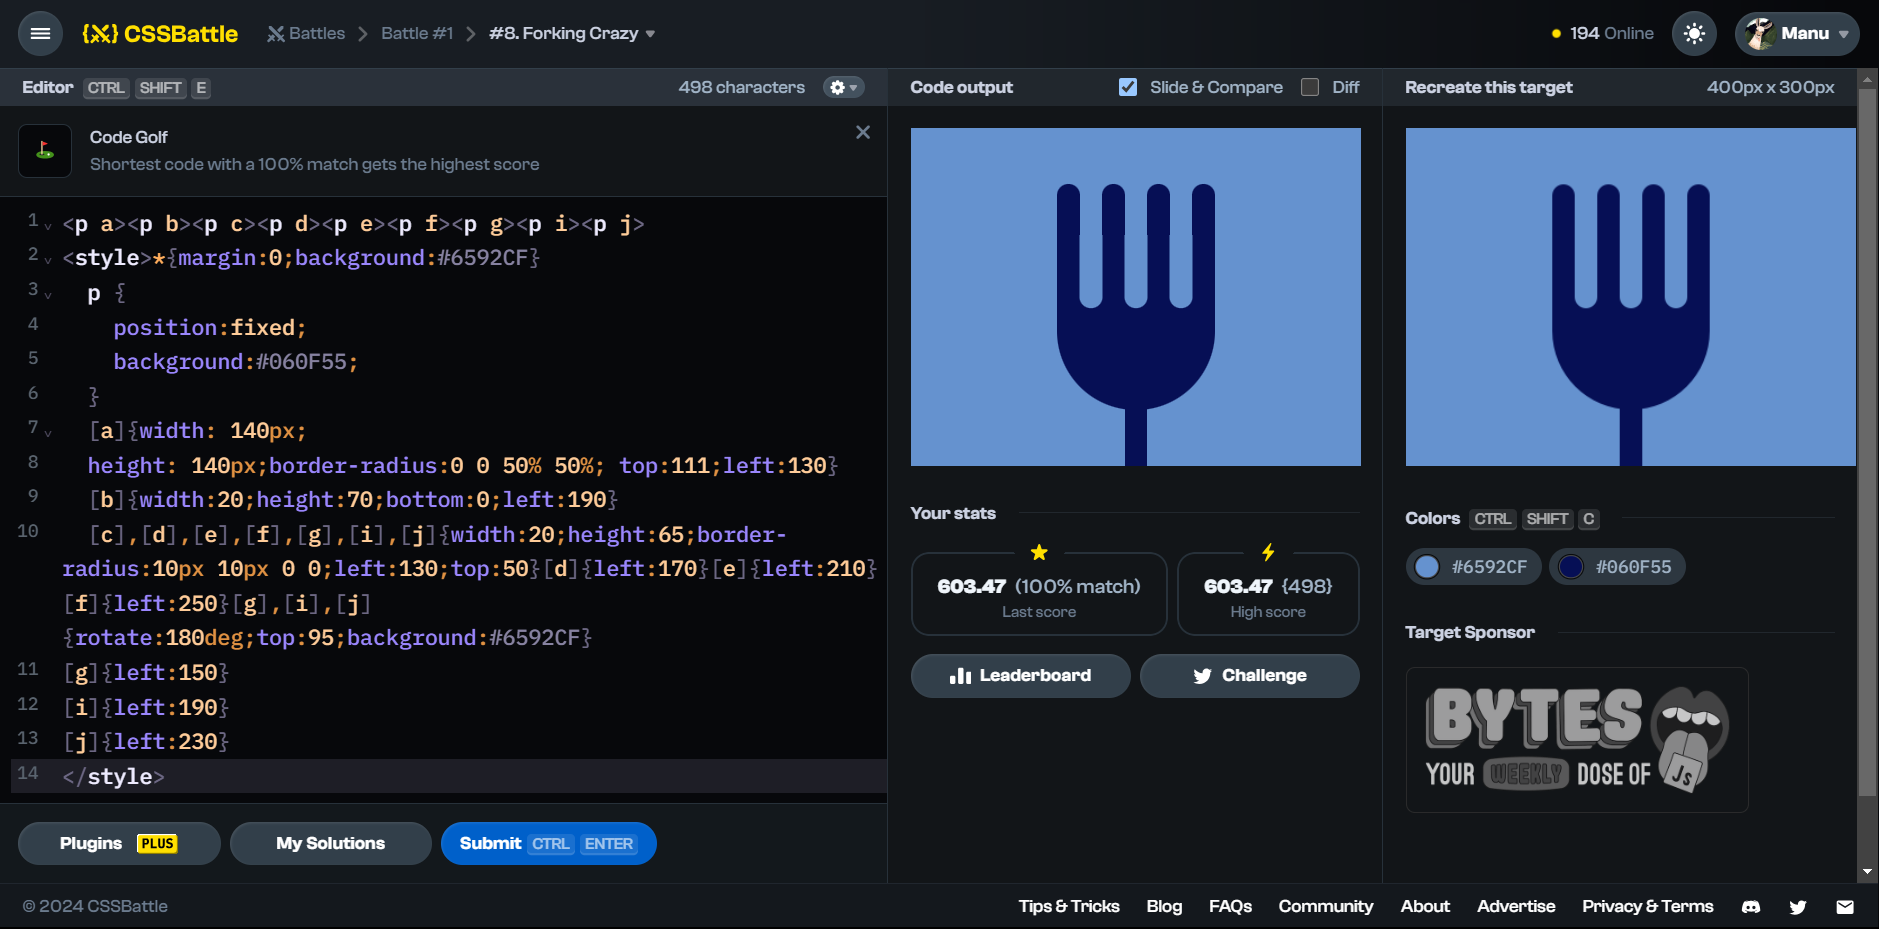 {X} CSSBattle
Battles
Battle #1
#8. Forking Crazy
194 Online
Manu
Editor CTRL SHIFT E
498 characters
Code output
Slide & Compare
Diff
Recreate this target
400px x 300px
Code Golf
Shortest code with a 100% match gets the highest score
1 <p a><p b><p c><p d><p e><p f><p g><p i><p j>
2 <style>*{margin:0;background:#6592CF}
3 p {
4 position:fixed;
5 background:#060F55;
6 }
7 [a]{width: 140px;
8 height: 140px;border-radius:0 0 50% 50%; top:111;left:130}
9 [b]{width:20;height:70;bottom:0;left:190}
10 [c],[d],[e],[f],[g],[i],[j]{width:20;height:65;border-
radius:10px 10px 0 0;left:130;top:50}[d]{left:170}[e]{left:210}
[f]{left:250}[g],[i],[j]
{rotate:180deg;top:95;background:#6592CF}
11 [g]{left:150}
12 [i]{left:190}
13 [j]{left:230}
14 </style>
Your stats
603.47 (100% match)
Last score
603.47 {498}
High score
Leaderboard
Challenge
Colors CTRL SHIFT C
#6592CF
#060F55
Target Sponsor
BYTES
YOUR WEEKLY DOSE OF JS
Plugins PLUS
My Solutions
Submit CTRL ENTER
© 2024 CSSBattle
Tips & Tricks
Blog
FAQs
Community
About
Advertise
Privacy & Terms